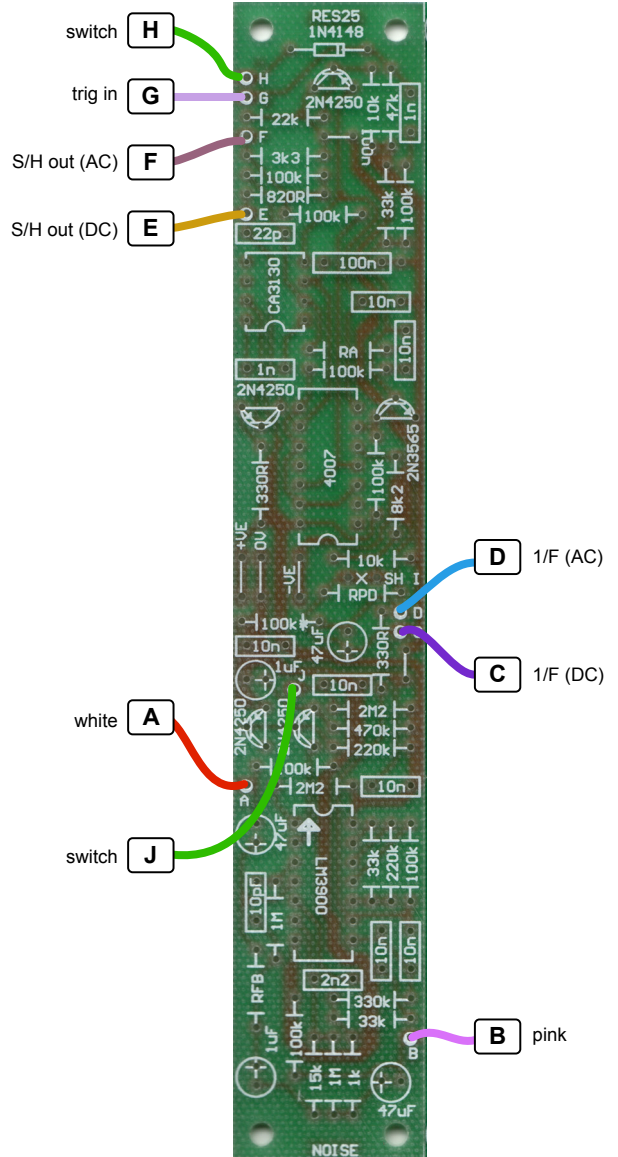 RES25
1N4148
switch H
H
trig in G
G
2N4250
10k
47k
1n
22k
S/H out (AC) F
F
100n
3k3
100k
820R
33k
100k
S/H out (DC) E
E
100k
22p
100n
CA3130
10n
10n
RA
100k
1n
2N4250
2N3565
4007
330R
100k
8k2
+VE
0V
-VE
10k
X SH I
RPD
D 1/F (AC)
D
100k*
47uF
330R
10n
C 1/F (DC)
1uF
J
10n
2N4250
2N4250
white A
2M2
470k
220k
100k
2M2
10n
A
47uF
switch J
LM3900
33k
220k
100k
10pF
1M
10n
10n
RFB
2n2
330k
33k
B pink
B
1uF
100k
15k
1M
1k
47uF
NOISE